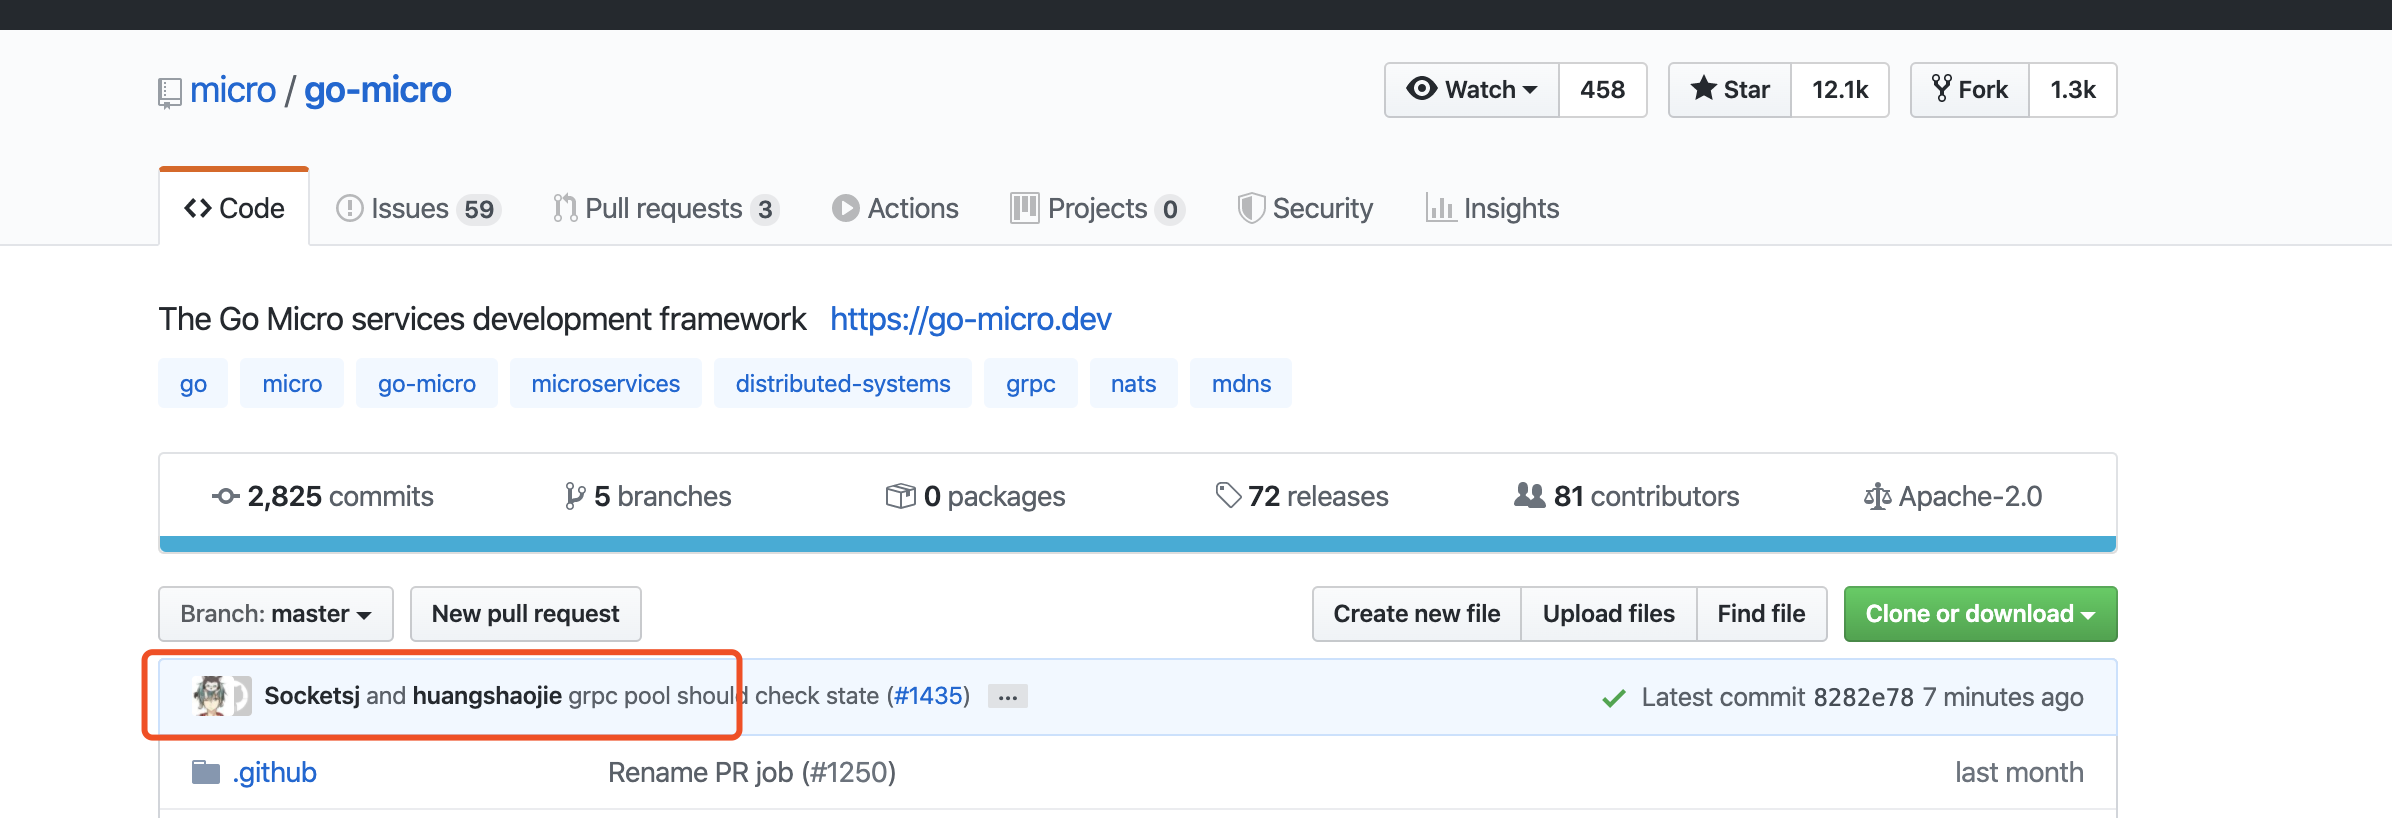 micro / go-micro
Watch 458 Star 12.1k Fork 1.3k
Code Issues 59 Pull requests 3 Actions Projects 0 Security Insights
The Go Micro services development framework https://go-micro.dev
go micro go-micro microservices distributed-systems grpc nats mdns
2,825 commits 5 branches 0 packages 72 releases 81 contributors Apache-2.0
Branch: master New pull request Create new file Upload files Find file Clone or download
Socketsj and huangshaojie grpc pool should check state (#1435) ... Latest commit 8282e78 7 minutes ago
.github Rename PR job (#1250) last month